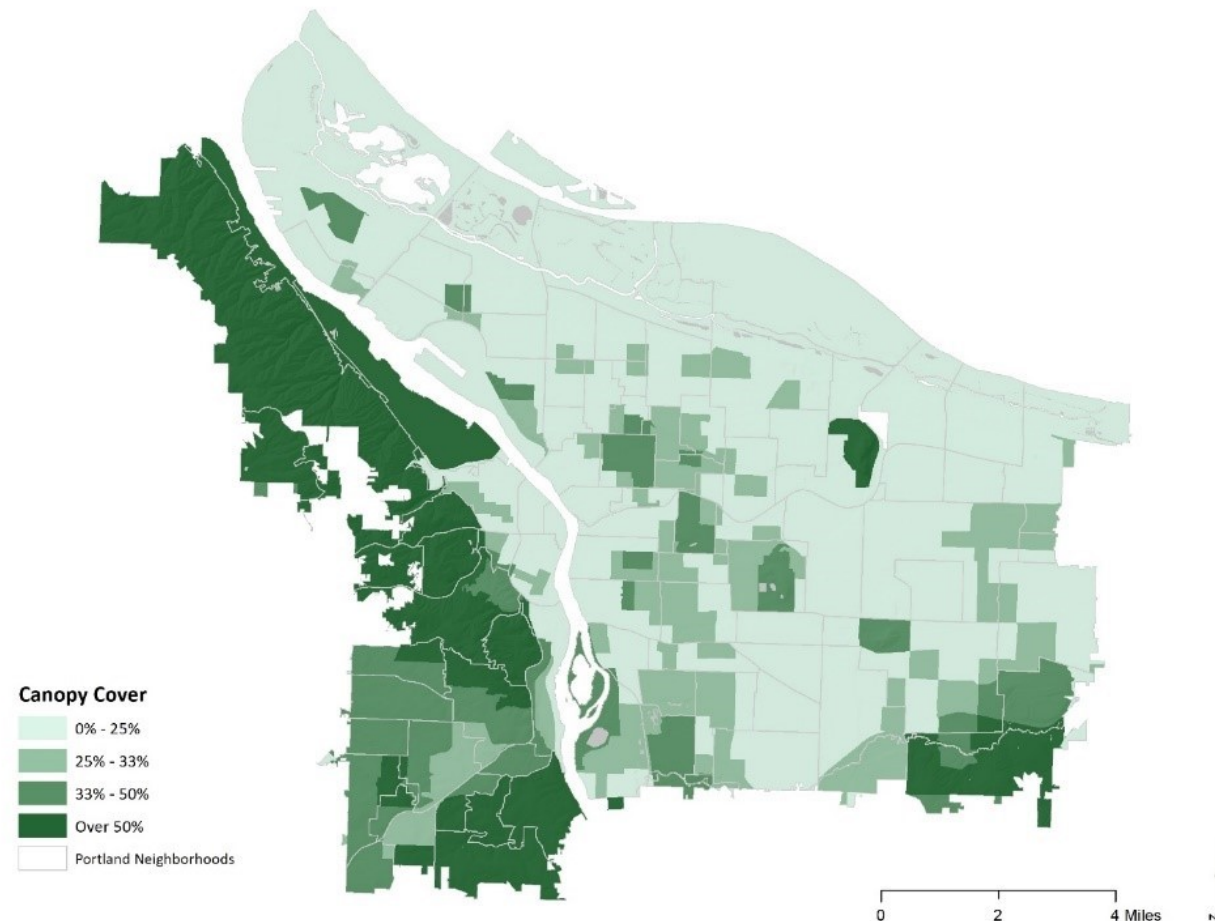 Canopy Cover
0% - 25%
25% - 33%
33% - 50%
Over 50%
Portland Neighborhoods
0 2 4 Miles